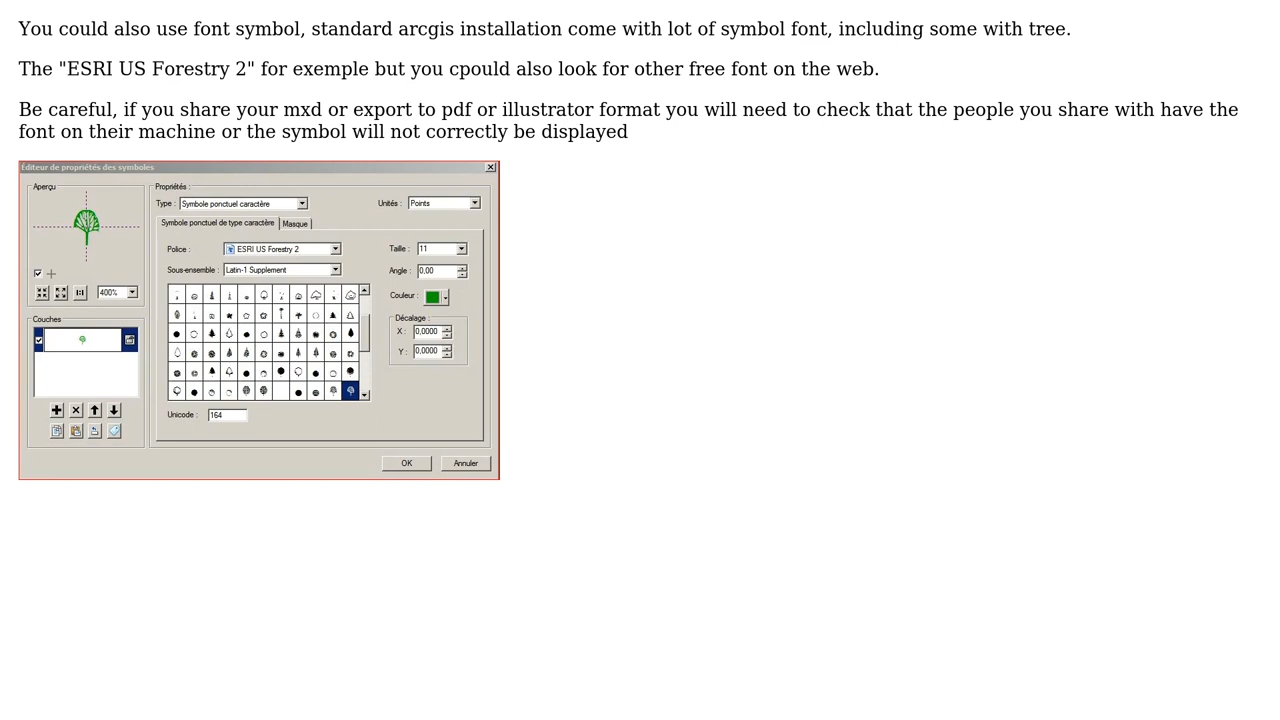 You could also use font symbol, standard arcgis installation come with lot of symbol font, including some with tree.
The "ESRI US Forestry 2" for exemple but you cpould also look for other free font on the web.
Be careful, if you share your mxd or export to pdf or illustrator format you will need to check that the people you share with have the
font on their machine or the symbol will not correctly be displayed
Éditeur de propriétés des symboles
Aperçu
Propriétés :
Type : Symbole ponctuel caractère
Unités : Points
Symbole ponctuel de type caractère Masque
Police : ESRI US Forestry 2
Taille : 11
Sous-ensemble : Latin-1 Supplement
Angle : 0,00
400%
Couleur :
Couches
Décalage :
X : 0,0000
Y : 0,0000
Unicode : 164
OK Annuler